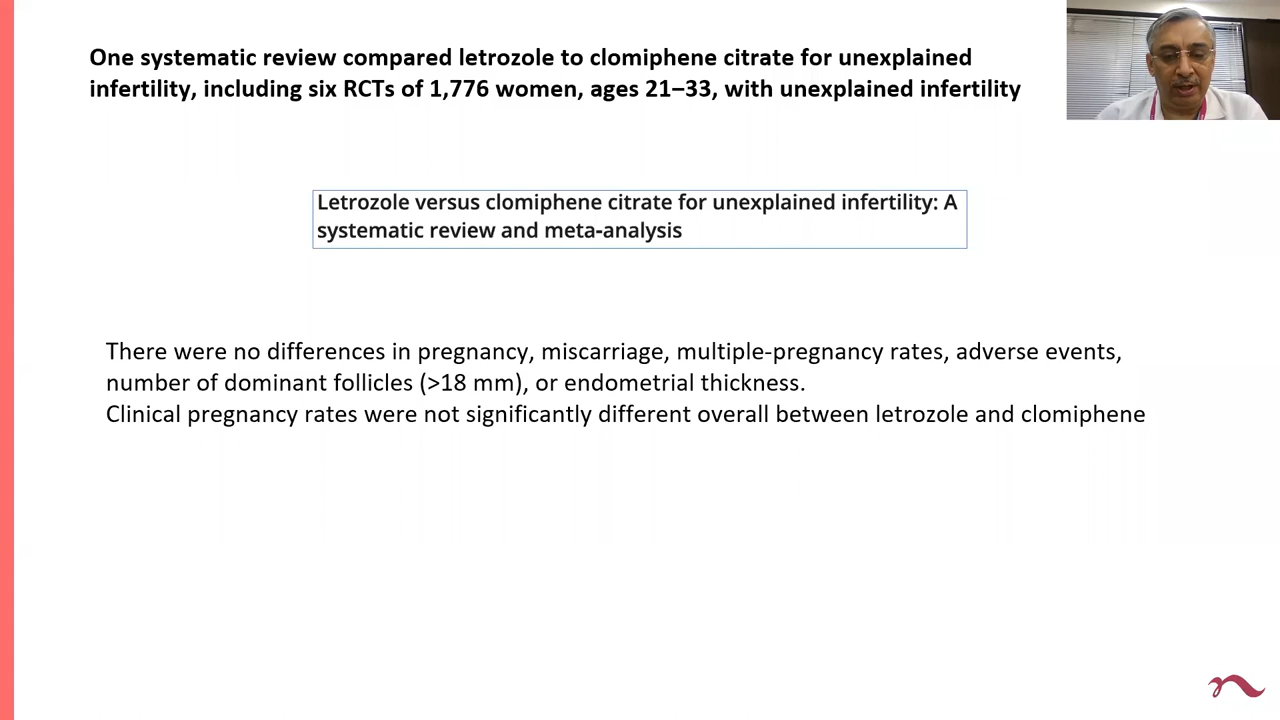 One systematic review compared letrozole to clomiphene citrate for unexplained
infertility, including six RCTs of 1,776 women, ages 21–33, with unexplained infertility
Letrozole versus clomiphene citrate for unexplained infertility: A
systematic review and meta-analysis
There were no differences in pregnancy, miscarriage, multiple-pregnancy rates, adverse events,
number of dominant follicles (>18 mm), or endometrial thickness.
Clinical pregnancy rates were not significantly different overall between letrozole and clomiphene